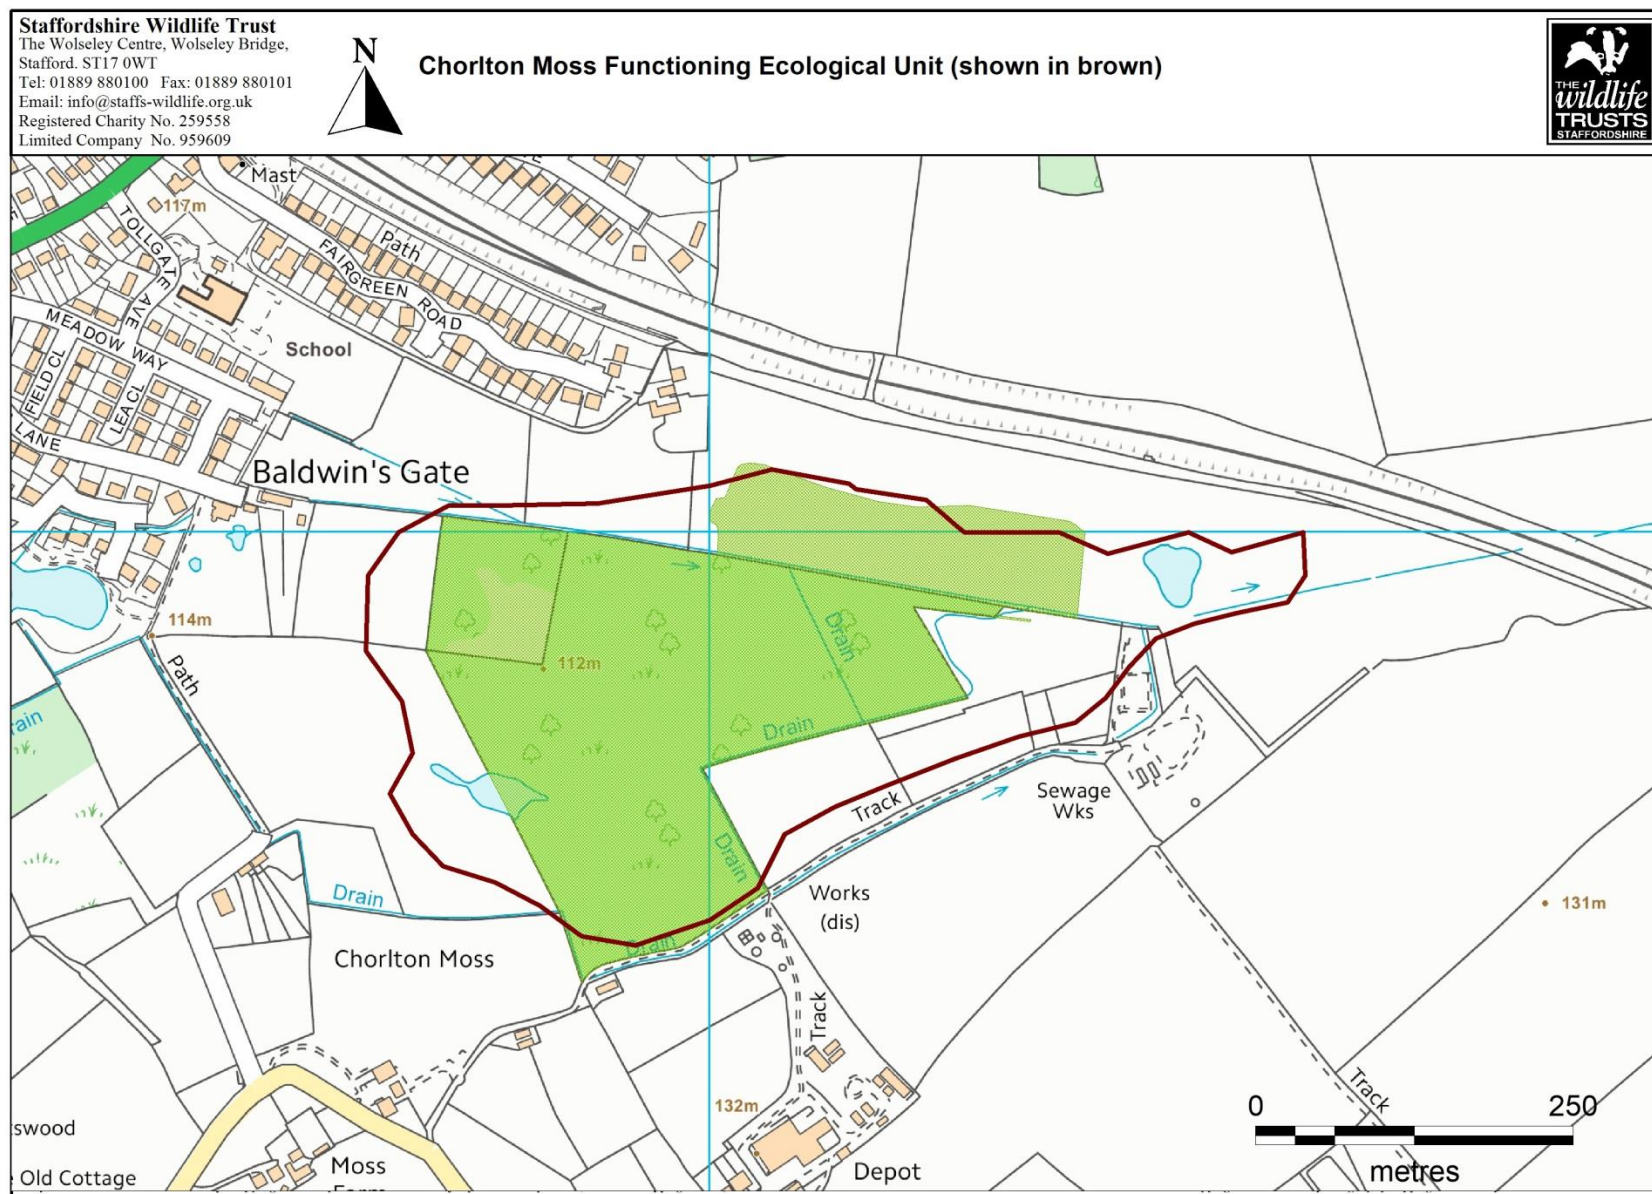 Staffordshire Wildlife Trust
The Wolseley Centre, Wolseley Bridge,
Stafford. ST17 0WT
Tel: 01889 880100 Fax: 01889 880101
Email: info@staffs-wildlife.org.uk
Registered Charity No. 259558
Limited Company No. 959609
N
Chorlton Moss Functioning Ecological Unit (shown in brown)
THE
wildlife
TRUSTS
STAFFORDSHIRE
Mast
117m
TOLLGATE AVE
Path
FAIRGREEN ROAD
MEADOW WAY
School
FIELD CL
LEA CL
LANE
Baldwin's Gate
114m
Path
112m
Drain
Drain
Drain
Track
Sewage
Wks
Drain
Works
(dis)
131m
Drain
Drain
Chorlton Moss
Track
132m
Track
0
250
metres
Old Cottage
Moss
Depot